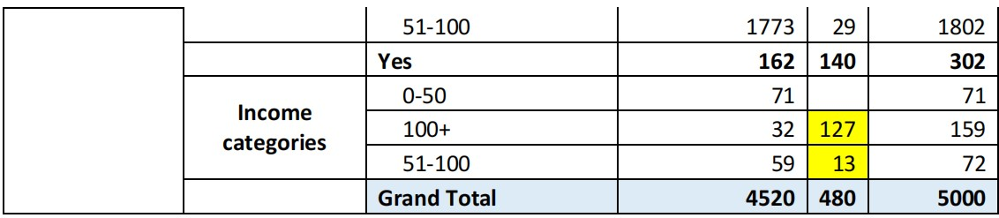 51-100 1773 29 1802
Yes 162 140 302
Income categories
0-50 71 71
100+ 32 127 159
51-100 59 13 72
Grand Total 4520 480 5000